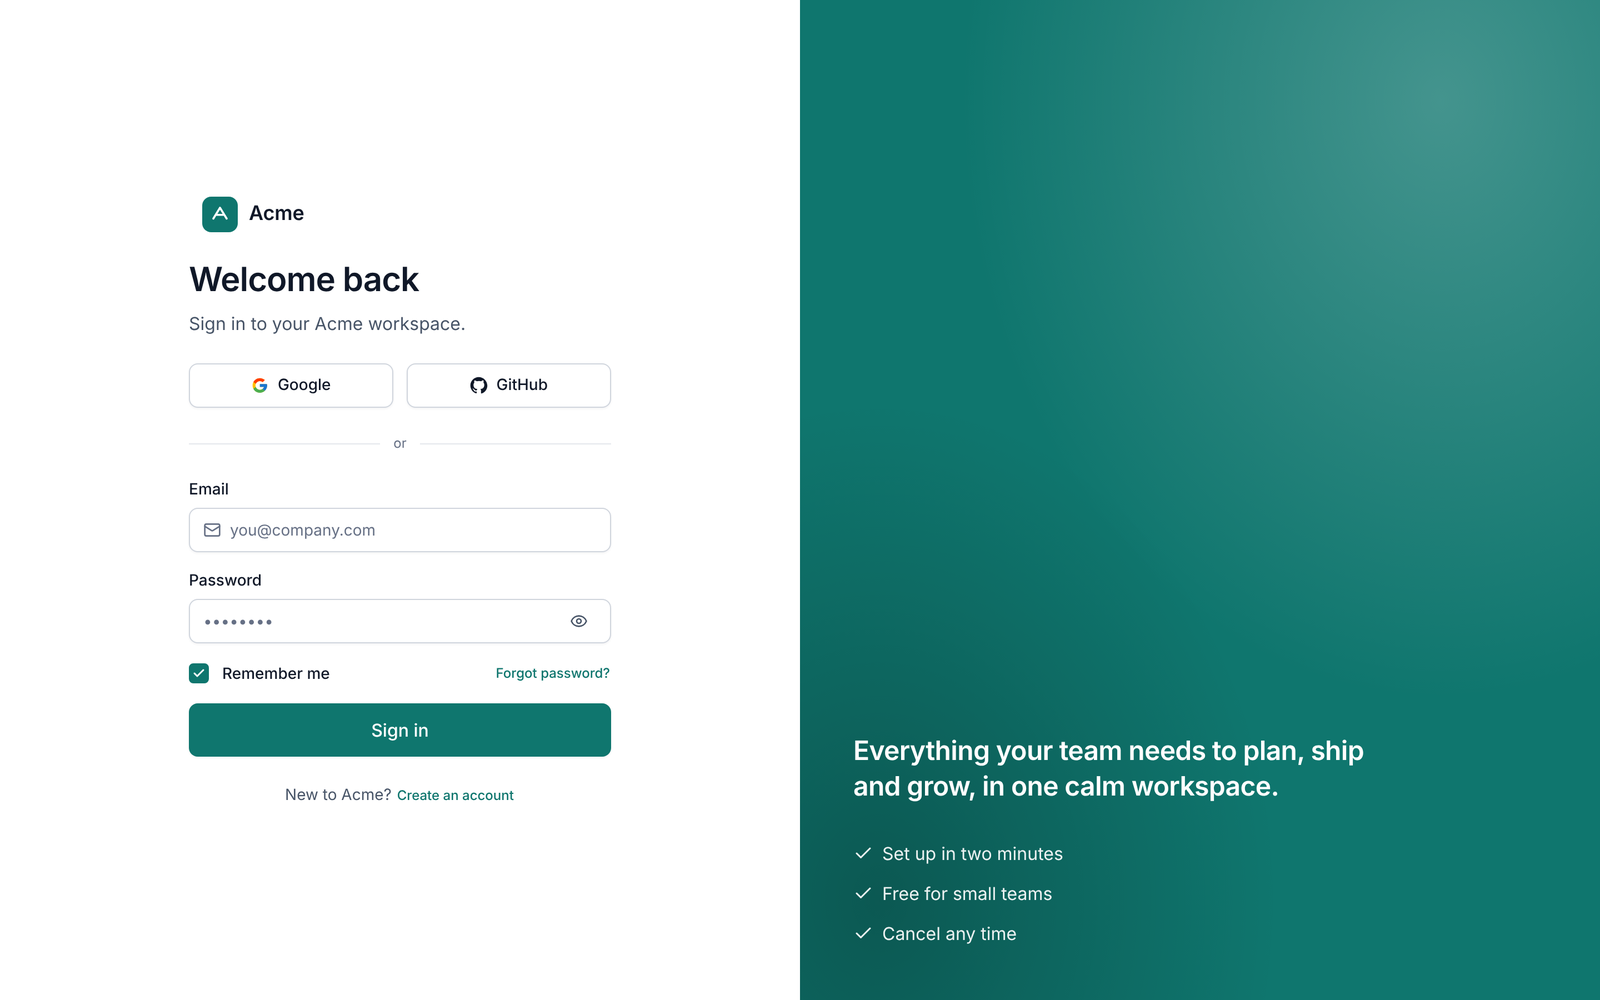 Acme
Welcome back
Sign in to your Acme workspace.
Google
GitHub
or
Email
you@company.com
Password
••••••••
Remember me
Forgot password?
Sign in
New to Acme? Create an account
Everything your team needs to plan, ship
and grow, in one calm workspace.
Set up in two minutes
Free for small teams
Cancel any time